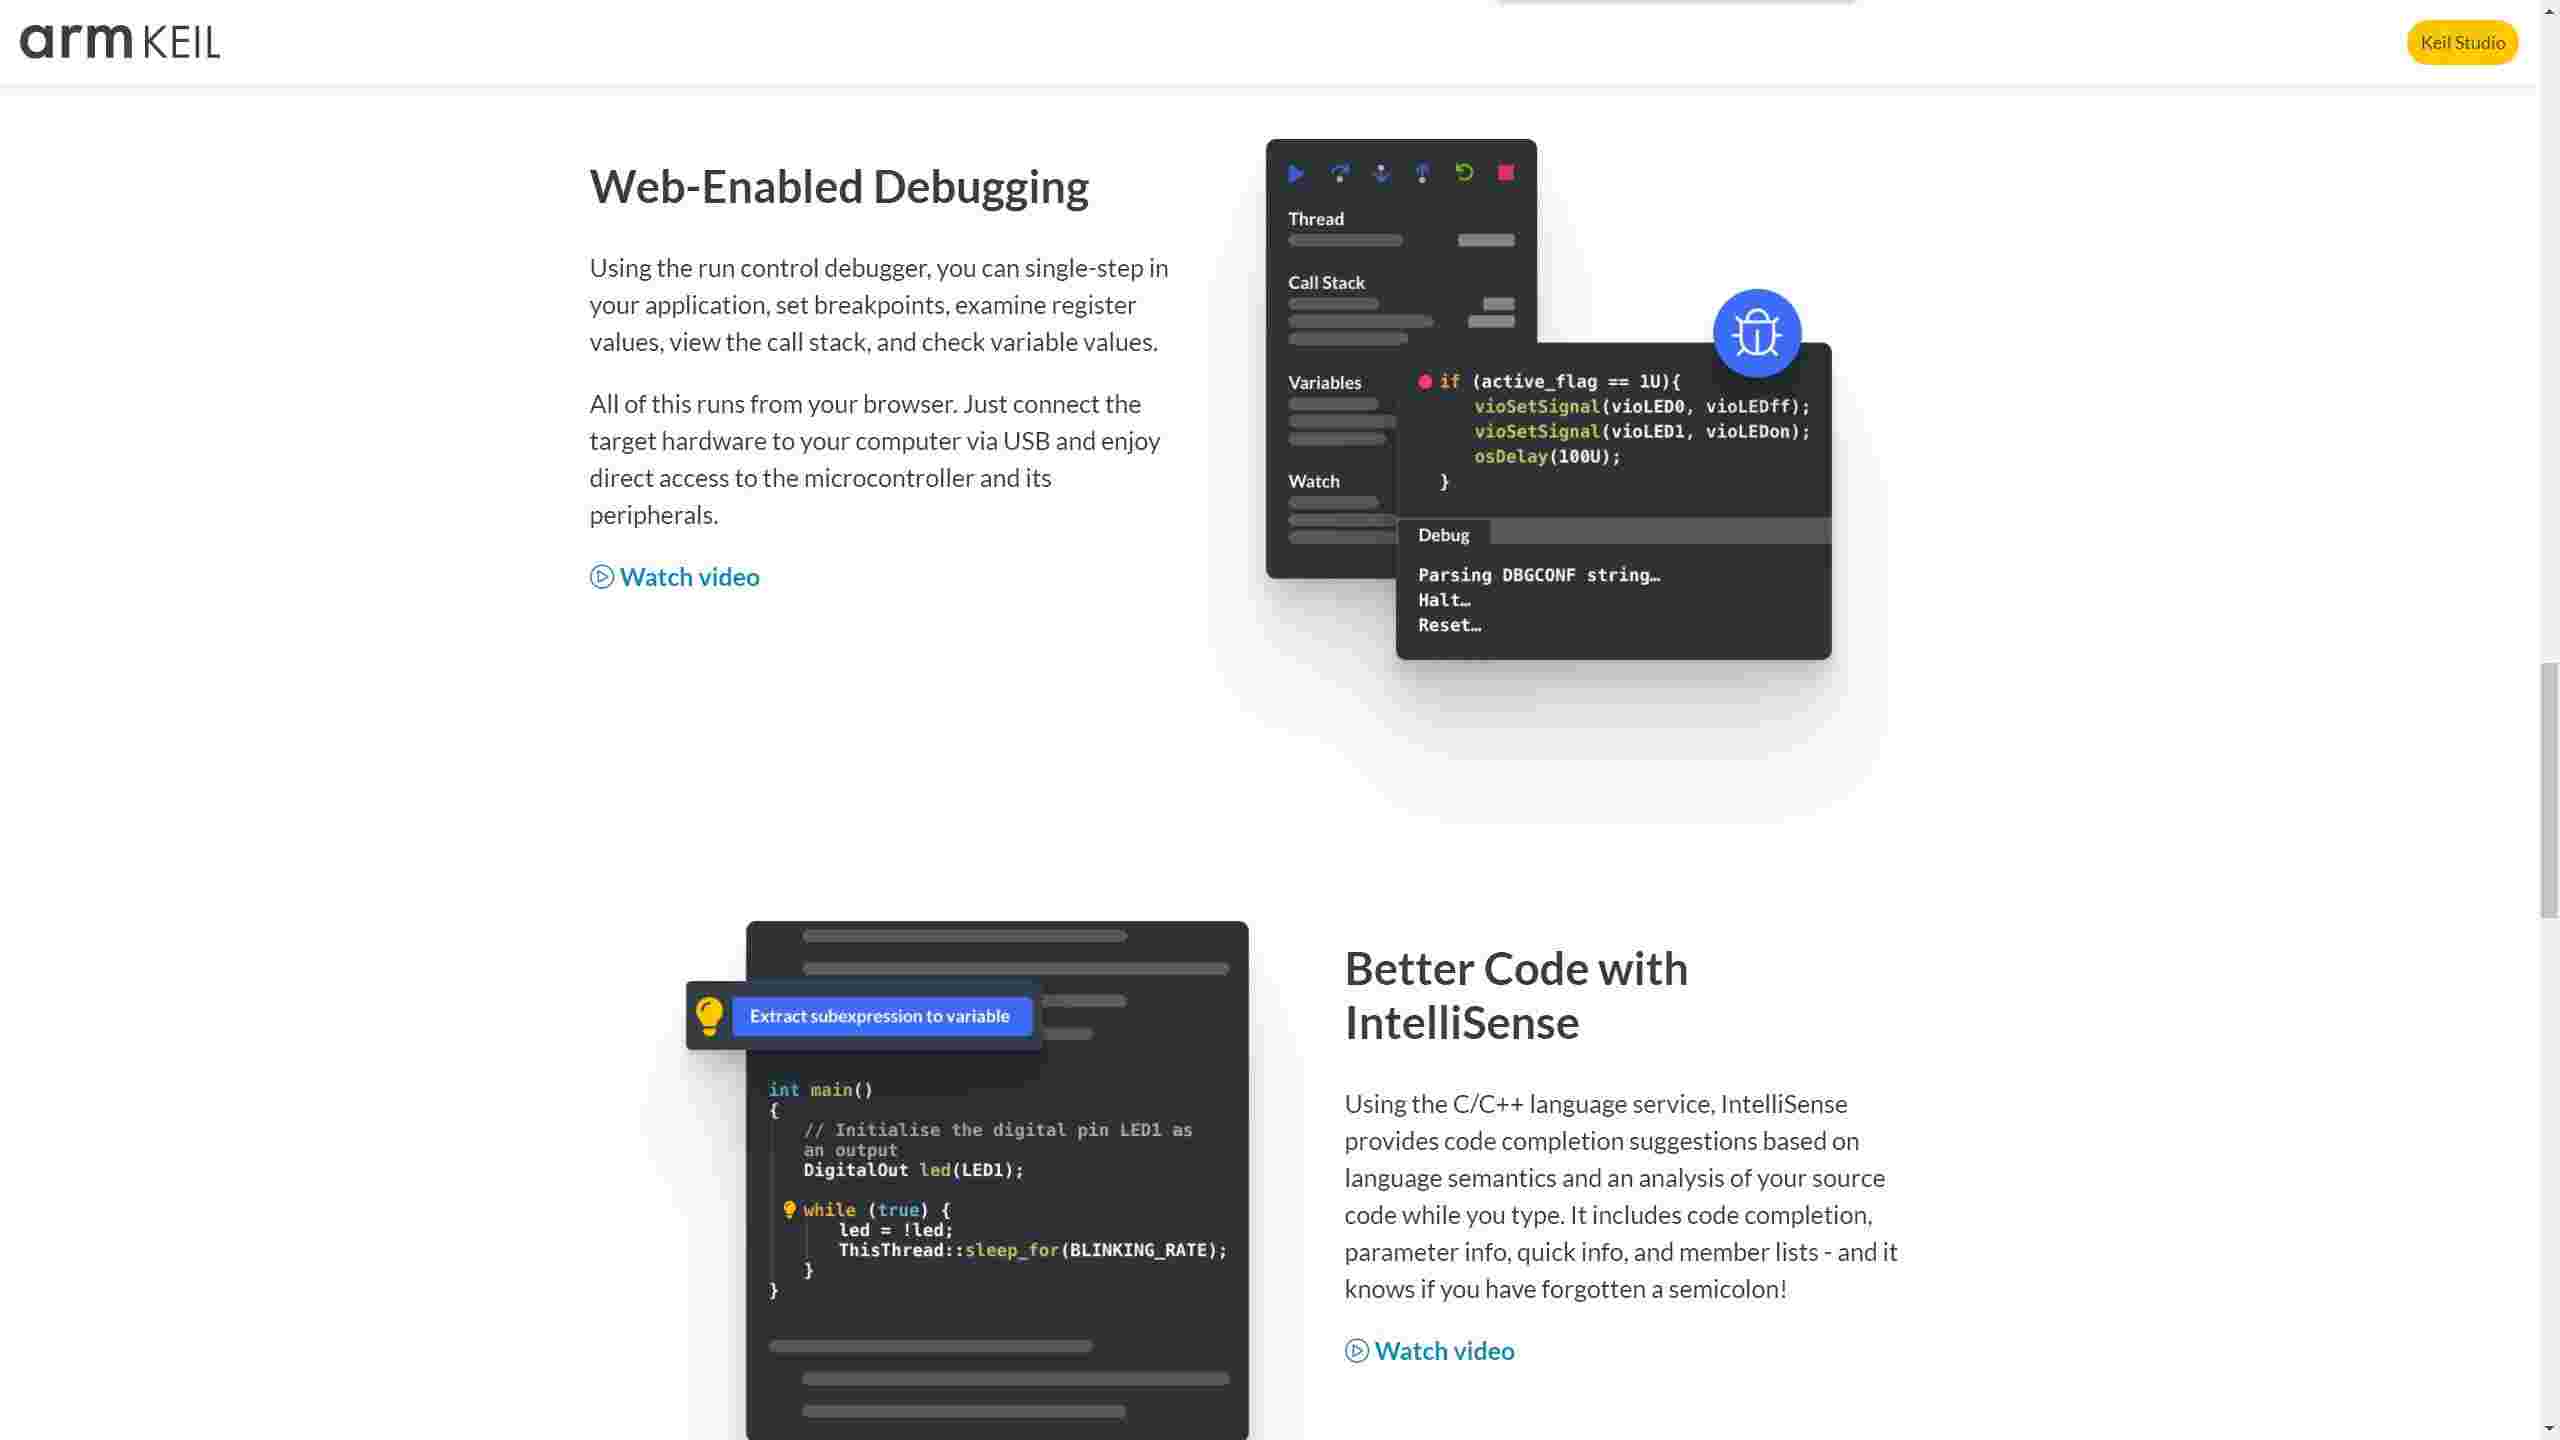 arm KEIL
Keil Studio
Web-Enabled Debugging
Using the run control debugger, you can single-step in
your application, set breakpoints, examine register
values, view the call stack, and check variable values.
All of this runs from your browser. Just connect the
target hardware to your computer via USB and enjoy
direct access to the microcontroller and its
peripherals.
Watch video
Thread
Call Stack
Variables
Watch
if (active_flag == 1U){
vioSetSignal(vioLED0, vioLEDff);
vioSetSignal(vioLED1, vioLEDon);
osDelay(100U);
}
Debug
Parsing DBGCONF string…
Halt…
Reset…
Extract subexpression to variable
int main()
{
// Initialise the digital pin LED1 as
an output
DigitalOut led(LED1);
while (true) {
led = !led;
ThisThread::sleep_for(BLINKING_RATE);
}
}
Better Code with
IntelliSense
Using the C/C++ language service, IntelliSense
provides code completion suggestions based on
language semantics and an analysis of your source
code while you type. It includes code completion,
parameter info, quick info, and member lists - and it
knows if you have forgotten a semicolon!
Watch video